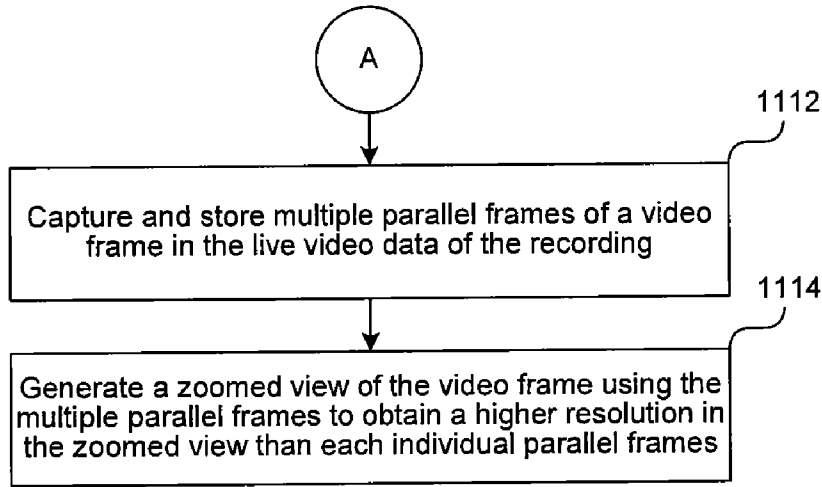 A
1112
Capture and store multiple parallel frames of a video
frame in the live video data of the recording
1114
Generate a zoomed view of the video frame using the
multiple parallel frames to obtain a higher resolution in
the zoomed view than each individual parallel frames